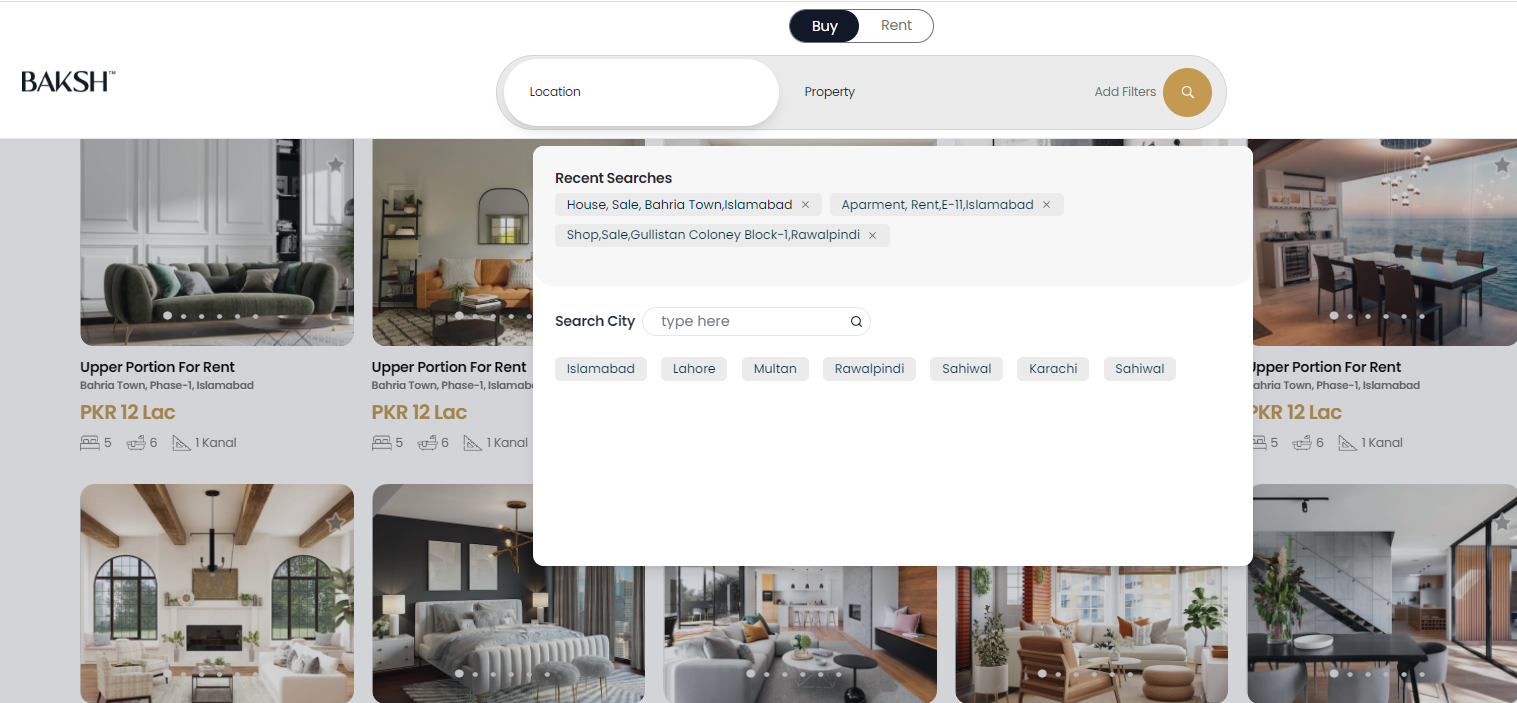 Buy Rent
BAKSH™
Location Property Add Filters
Recent Searches
House, Sale, Bahria Town,Islamabad ×
Aparment, Rent,E-11,Islamabad ×
Shop,Sale,Gullistan Coloney Block-1,Rawalpindi ×
Search City type here
Islamabad Lahore Multan Rawalpindi Sahiwal Karachi Sahiwal
Upper Portion For Rent
Bahria Town, Phase-1, Islamabad
PKR 12 Lac
5 6 1 Kanal
Upper Portion For Rent
Bahria Town, Phase-1, Islamab
PKR 12 Lac
5 6 1 Kanal
Upper Portion For Rent
Bahria Town, Phase-1, Islamabad
PKR 12 Lac
5 6 1 Kanal